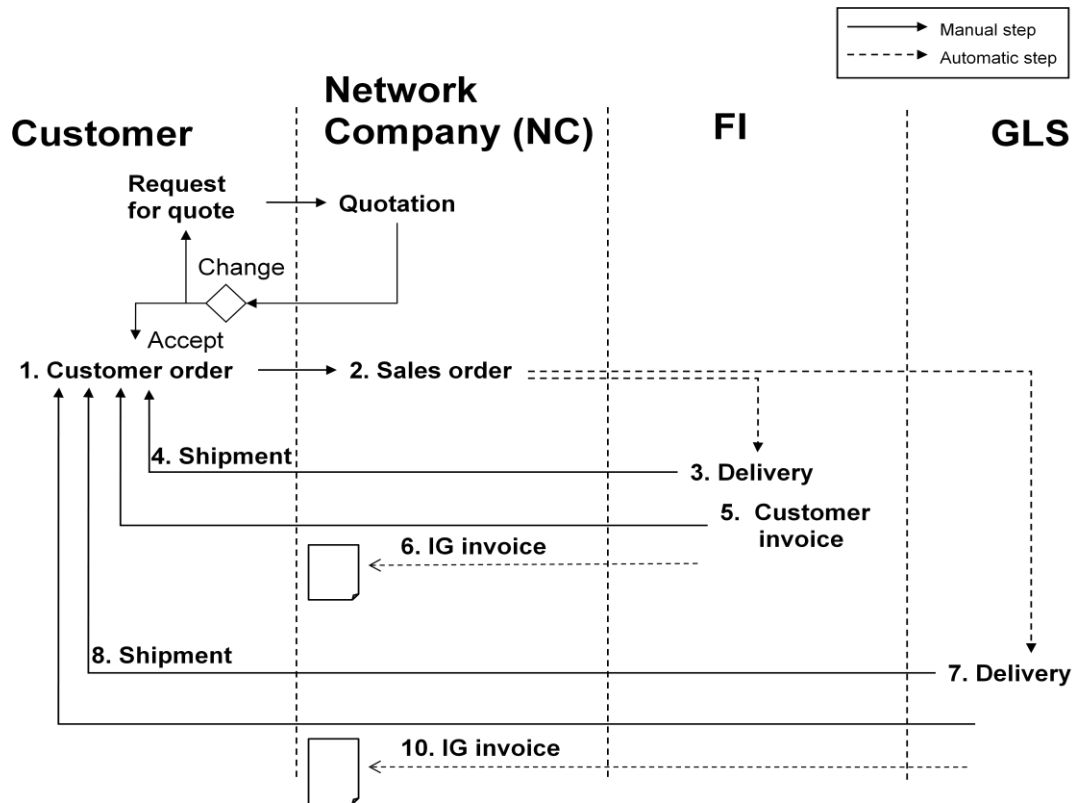 Manual step
Automatic step
Customer
Network
Company (NC)
FI
GLS
Request
for quote
Quotation
Change
Accept
1. Customer order
2. Sales order
4. Shipment
3. Delivery
5. Customer
invoice
6. IG invoice
8. Shipment
7. Delivery
10. IG invoice